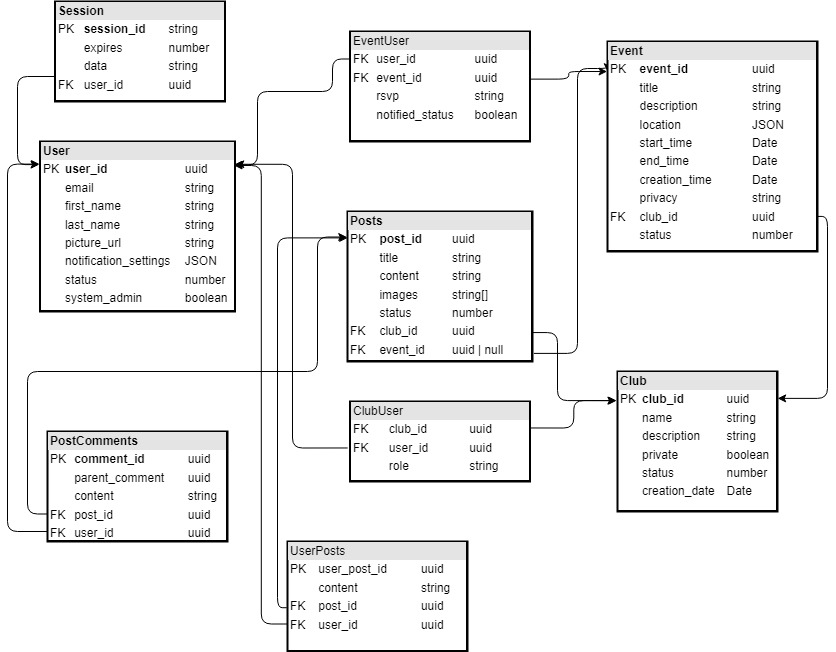 Session
PK session_id string
expires number
data string
FK user_id uuid
EventUser
FK user_id uuid
FK event_id uuid
rsvp string
notified_status boolean
Event
PK event_id uuid
title string
description string
location JSON
start_time Date
end_time Date
creation_time Date
privacy string
FK club_id uuid
status number
User
PK user_id uuid
email string
first_name string
last_name string
picture_url string
notification_settings JSON
status number
system_admin boolean
Posts
PK post_id uuid
title string
content string
images string[]
status number
FK club_id uuid
FK event_id uuid | null
Club
PK club_id uuid
name string
description string
private boolean
status number
creation_date Date
ClubUser
FK club_id uuid
FK user_id uuid
role string
PostComments
PK comment_id uuid
parent_comment uuid
content string
FK post_id uuid
FK user_id uuid
UserPosts
PK user_post_id uuid
content string
FK post_id uuid
FK user_id uuid